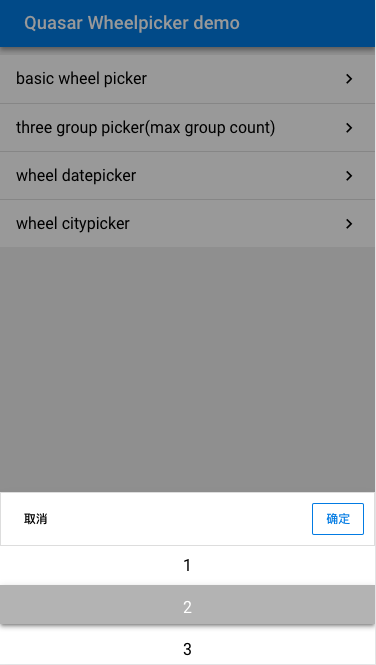 Quasar Wheelpicker demo
basic wheel picker
three group picker(max group count)
wheel datepicker
wheel citypicker
取消 确定
1
2
3